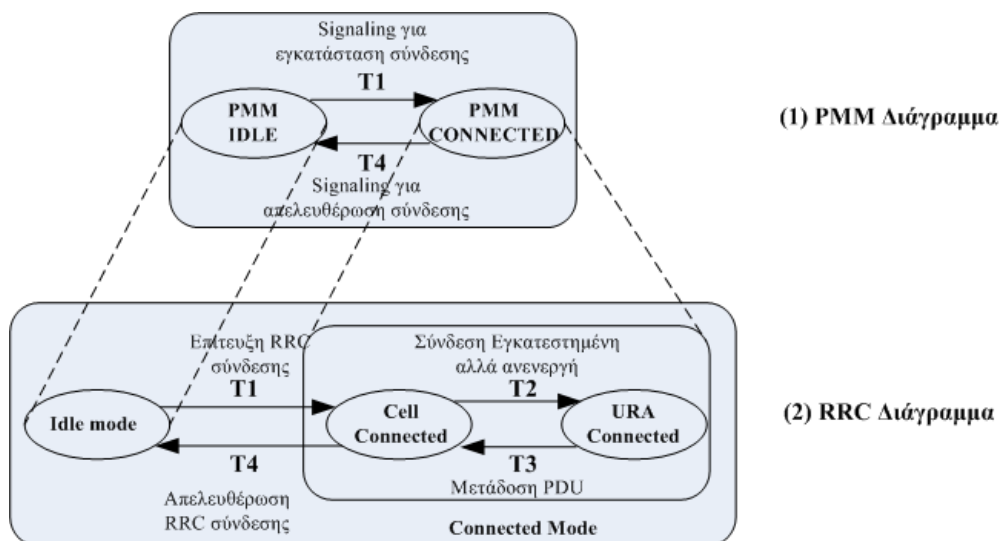 Signaling για
εγκατάσταση σύνδεσης
T1
PMM
IDLE
PMM
CONNECTED
T4
Signaling για
απελευθέρωση σύνδεσης
(1) PMM Διάγραμμα
Επίτευξη RRC
σύνδεσης
T1
Σύνδεση Εγκατεστημένη
αλλά ανενεργή
T2
Idle mode
Cell
Connected
URA
Connected
T4
T3
Απελευθέρωση
RRC σύνδεσης
Μετάδοση PDU
Connected Mode
(2) RRC Διάγραμμα